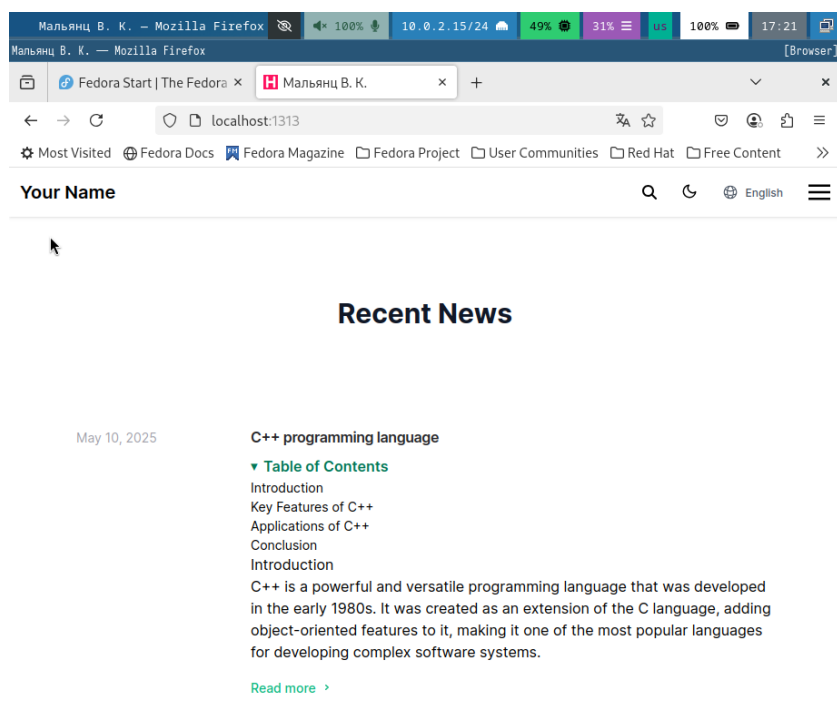 Мальянц В. К. — Mozilla Firefox 100% 10.0.2.15/24 49% 31% us 100% 17:21
Мальянц В. К. — Mozilla Firefox [Browser]
Fedora Start | The Fedora × Мальянц В. К. × + ×
localhost:1313
Most Visited Fedora Docs Fedora Magazine Fedora Project User Communities Red Hat Free Content
Your Name English
Recent News
May 10, 2025 C++ programming language
Table of Contents
Introduction
Key Features of C++
Applications of C++
Conclusion
Introduction
C++ is a powerful and versatile programming language that was developed
in the early 1980s. It was created as an extension of the C language, adding
object-oriented features to it, making it one of the most popular languages
for developing complex software systems.
Read more